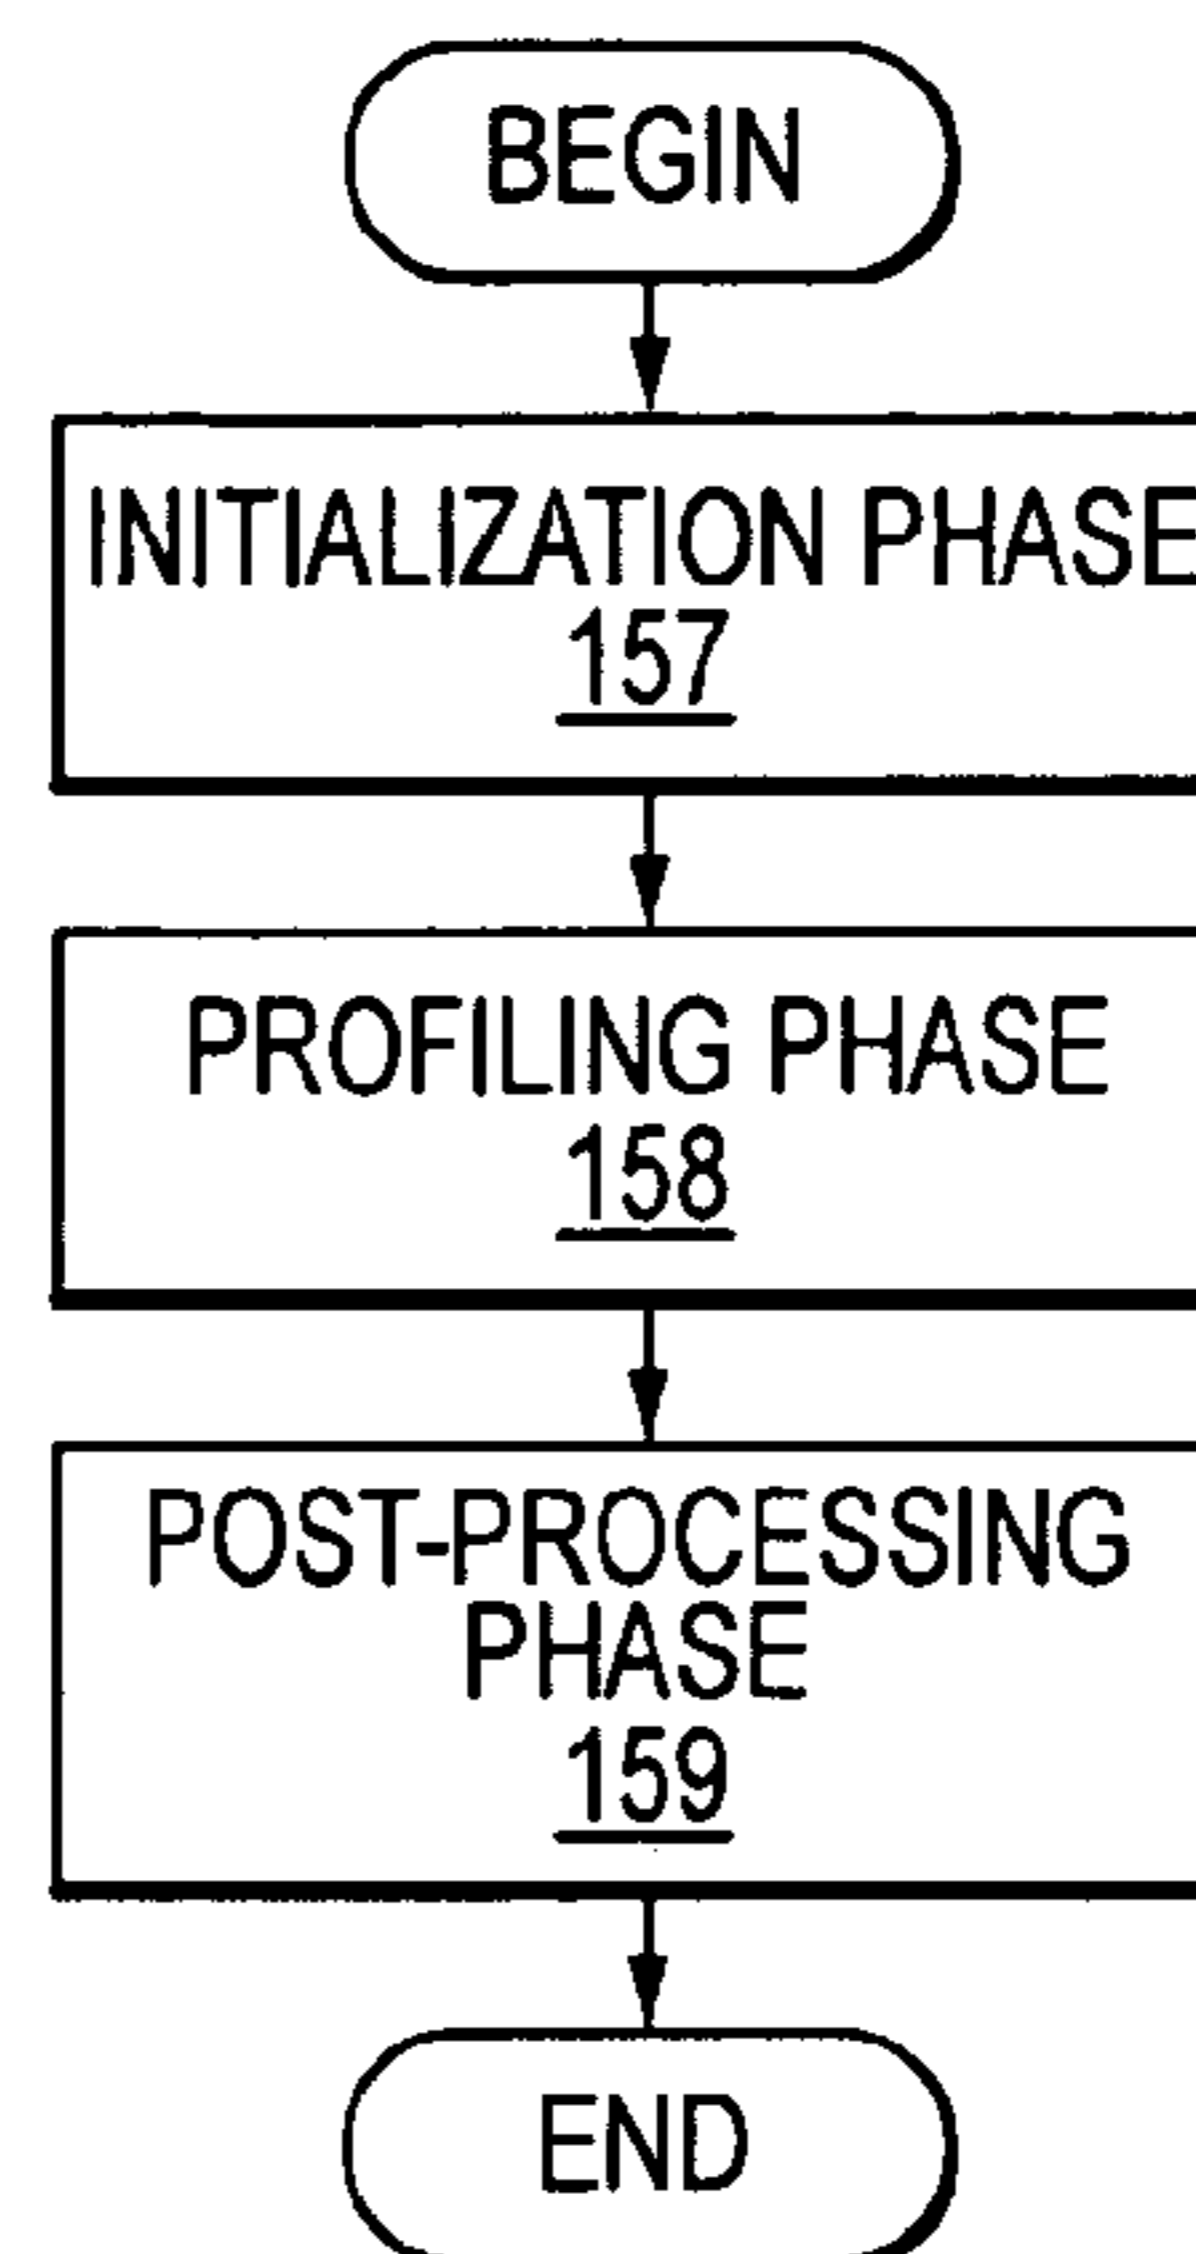 BEGIN
INITIALIZATION PHASE
157
PROFILING PHASE
158
POST-PROCESSING
PHASE
159
END